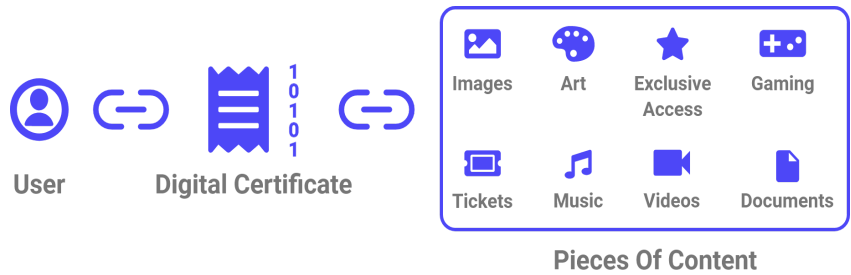 User
Digital Certificate
1
0
1
0
1
Images
Art
Exclusive
Access
Gaming
Tickets
Music
Videos
Documents
Pieces Of Content